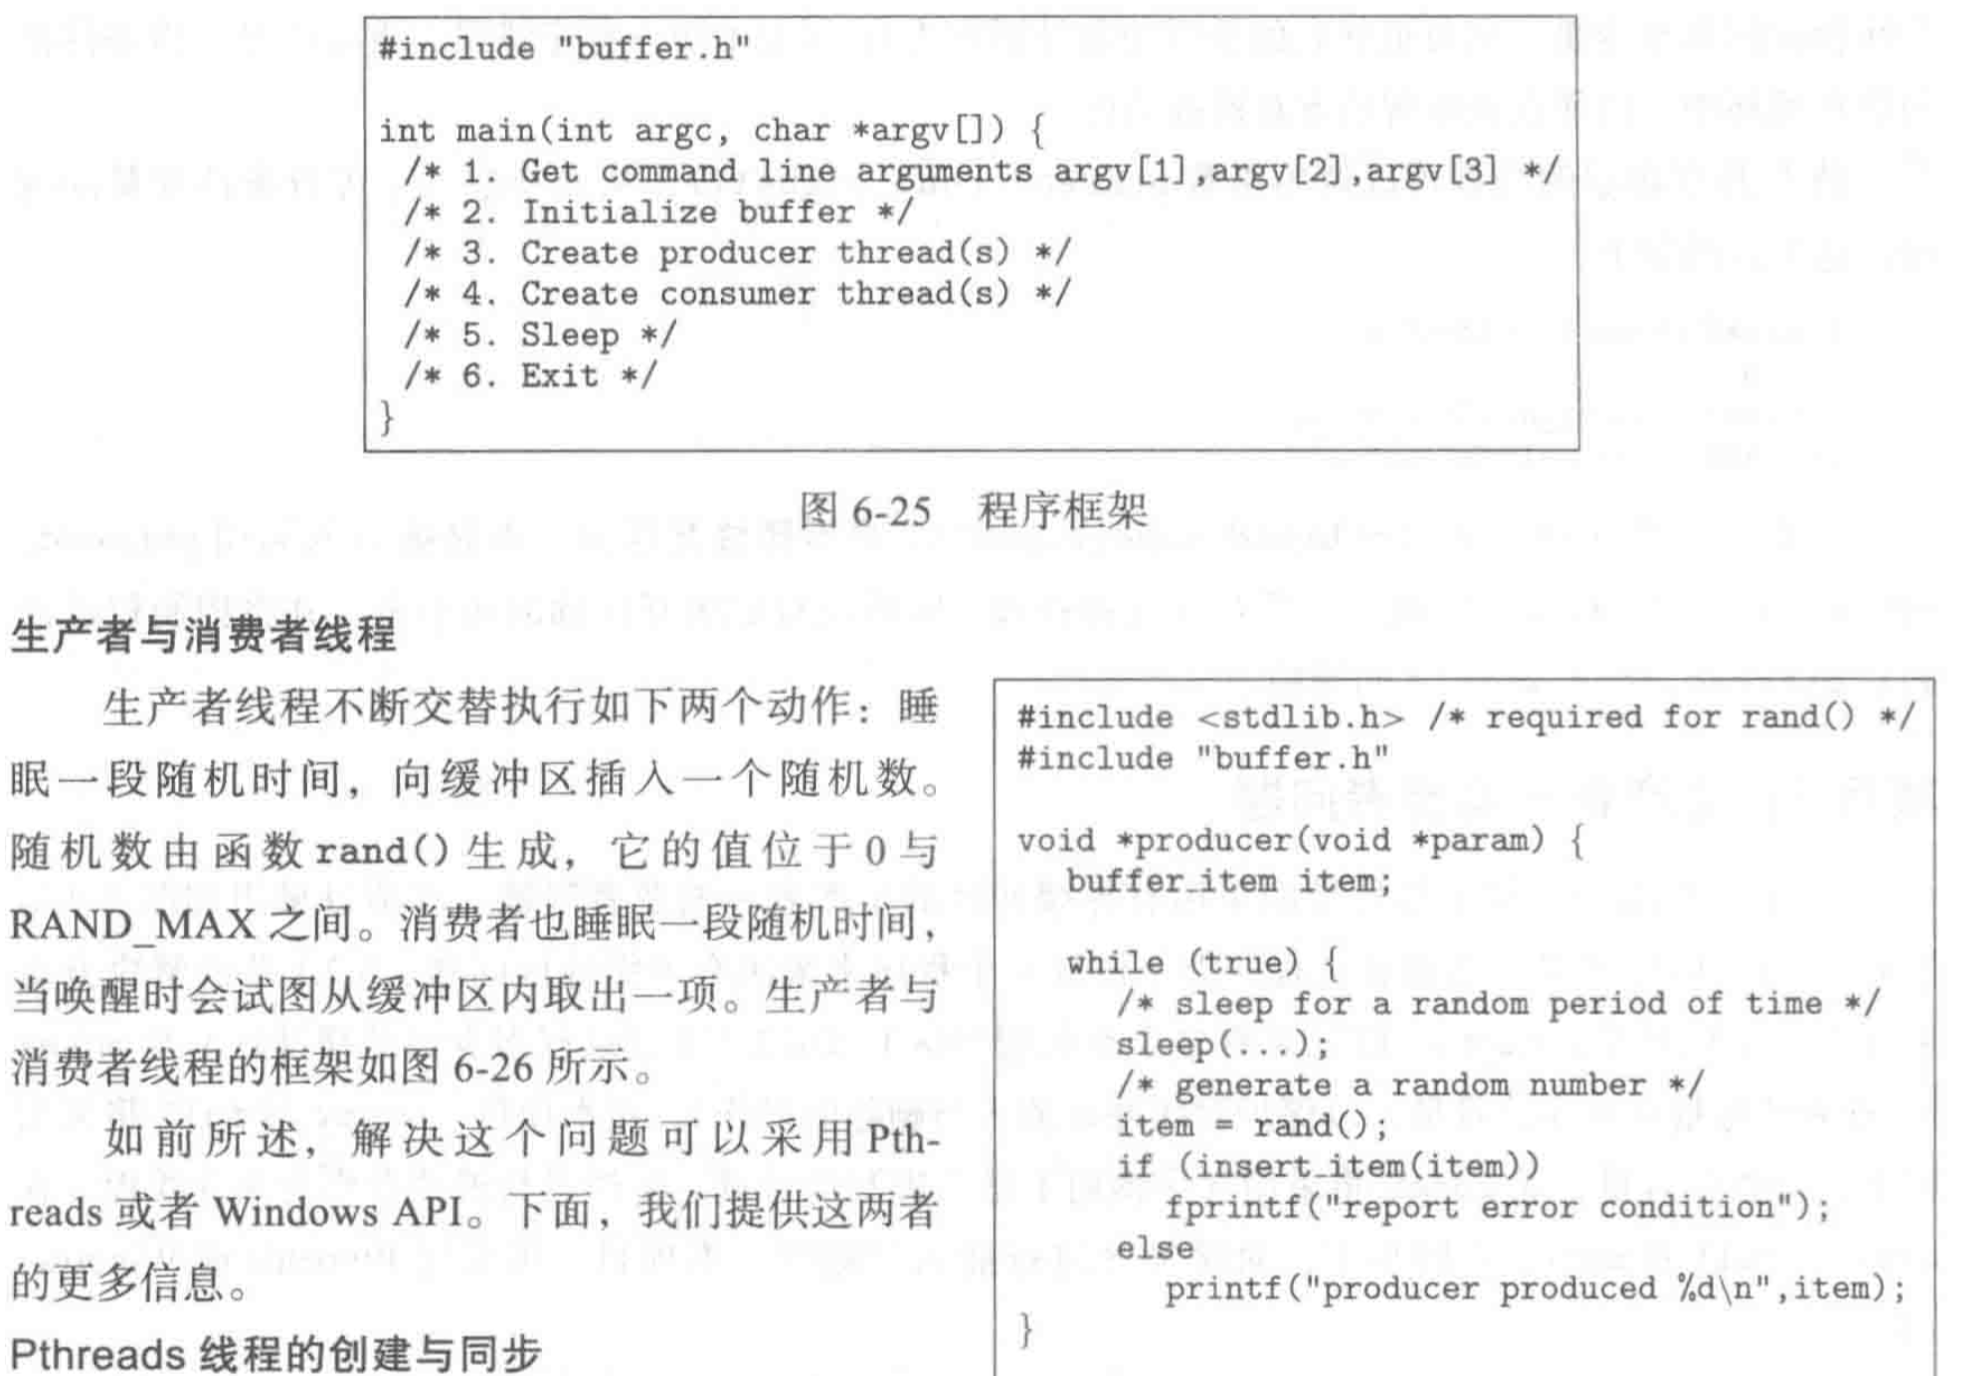 #include "buffer.h"
int main(int argc, char *argv[]) {
/* 1. Get command line arguments argv[1],argv[2],argv[3] */
/* 2. Initialize buffer */
/* 3. Create producer thread(s) */
/* 4. Create consumer thread(s) */
/* 5. Sleep */
/* 6. Exit */
}
图 6-25 程序框架
生产者与消费者线程
生产者线程不断交替执行如下两个动作：睡
眠一段随机时间，向缓冲区插入一个随机数。
随机数由函数 rand() 生成，它的值位于 0 与
RAND_MAX 之间。消费者也睡眠一段随机时间，
当唤醒时会试图从缓冲区内取出一项。生产者与
消费者线程的框架如图 6-26 所示。
如前所述，解决这个问题可以采用 Pth-
reads 或者 Windows API。下面，我们提供这两者
的更多信息。
Pthreads 线程的创建与同步
#include <stdlib.h> /* required for rand() */
#include "buffer.h"
void *producer(void *param) {
buffer_item item;
while (true) {
/* sleep for a random period of time */
sleep(...);
/* generate a random number */
item = rand();
if (insert_item(item))
fprintf("report error condition");
else
printf("producer produced %d\n",item);
}